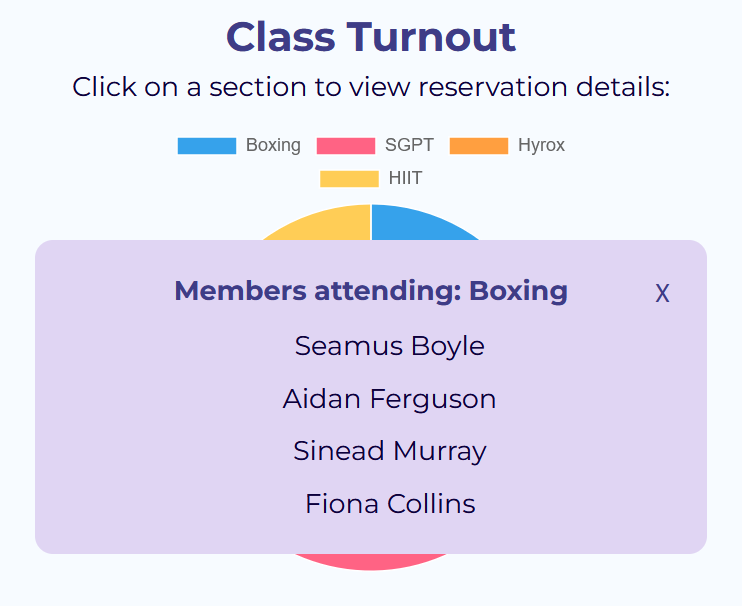 Class Turnout
Click on a section to view reservation details:
Boxing SGPT Hyrox
HIIT
Members attending: Boxing X
Seamus Boyle
Aidan Ferguson
Sinead Murray
Fiona Collins